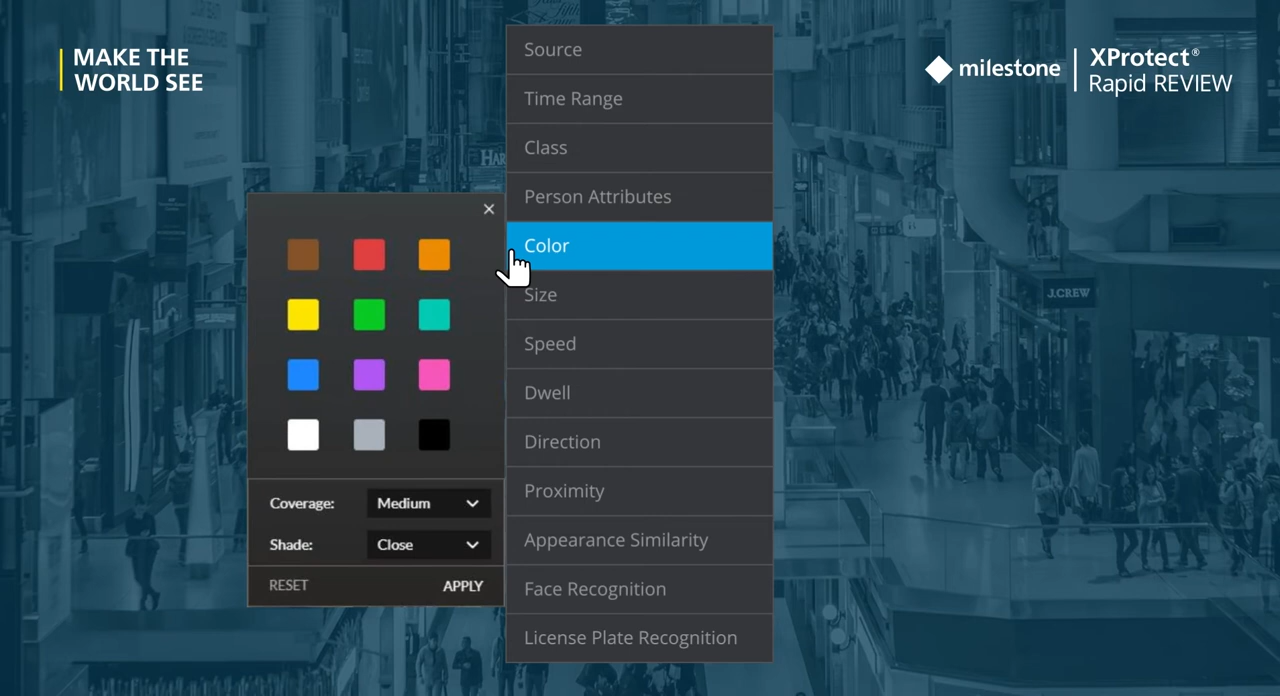 MAKE THE
WORLD SEE
milestone
XProtect®
Rapid REVIEW
Source
Time Range
Class
Person Attributes
Color
Size
Speed
Dwell
Direction
Proximity
Appearance Similarity
Face Recognition
License Plate Recognition
×
Coverage: Medium
Shade: Close
RESET APPLY
J.CREW